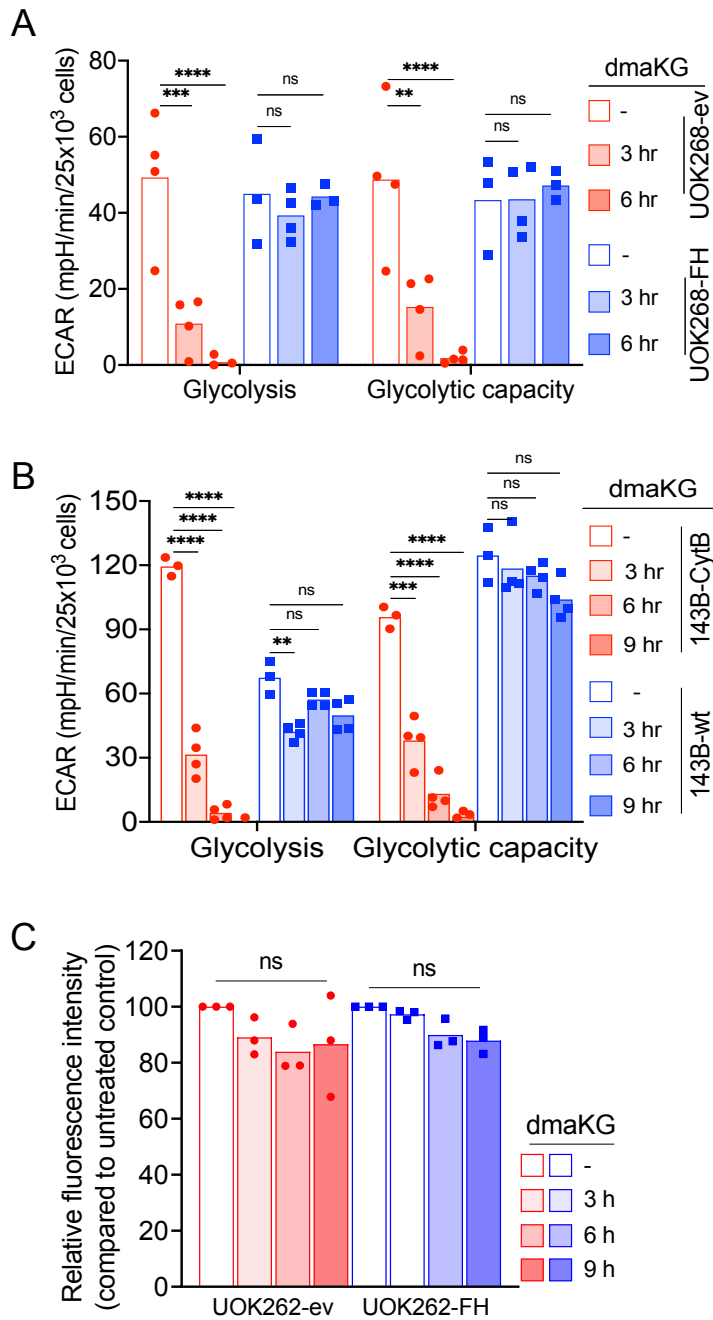 A
ECAR (mpH/min/25x10³ cells)
80
60
40
20
0
****
***
ns
ns
****
**
ns
ns
Glycolysis
Glycolytic capacity
dmaKG
-
3 hr
6 hr
UOK268-ev
-
3 hr
6 hr
UOK268-FH
B
ECAR (mpH/min/25x10³ cells)
150
120
90
60
30
0
****
****
****
ns
ns
**
****
****
***
ns
ns
ns
Glycolysis
Glycolytic capacity
dmaKG
-
3 hr
6 hr
9 hr
143B-CytB
-
3 hr
6 hr
9 hr
143B-wt
C
Relative fluorescence intensity
(compared to untreated control)
120
100
80
60
40
20
0
ns
ns
UOK262-ev
UOK262-FH
dmaKG
-
3 h
6 h
9 h